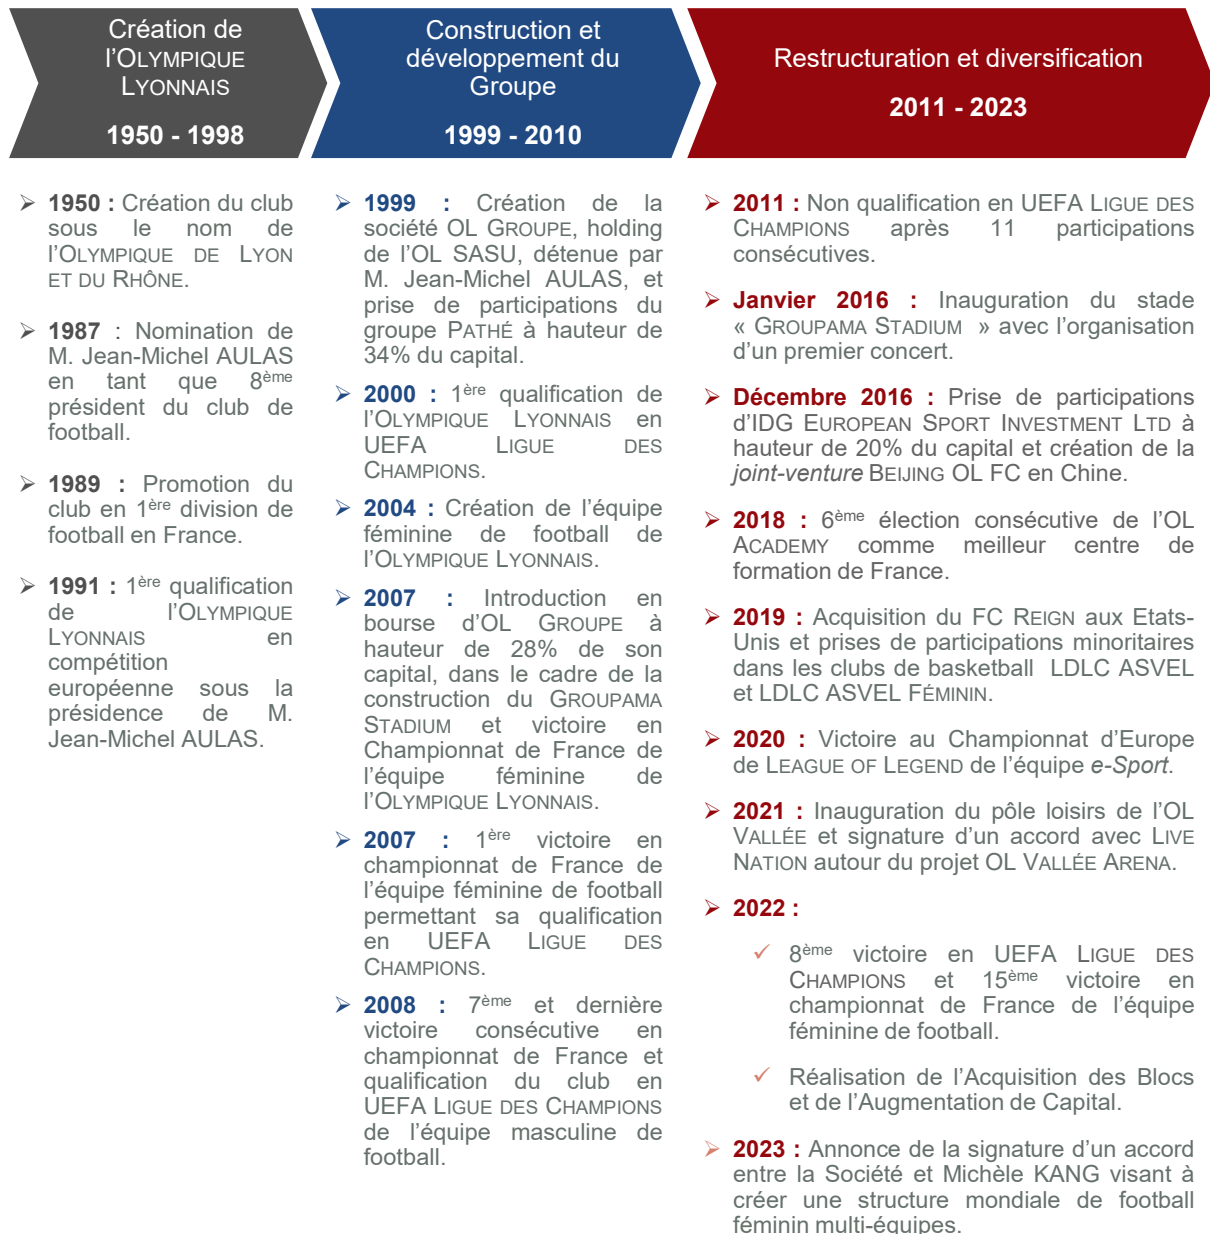 Création de
l'OLYMPIQUE
LYONNAIS
1950 - 1998
Construction et
développement du
Groupe
1999 - 2010
Restructuration et diversification
2011 - 2023
➢ 1950 : Création du club
sous le nom de
l'OLYMPIQUE DE LYON
ET DU RHÔNE.
➢ 1987 : Nomination de
M. Jean-Michel AULAS
en tant que 8ème
président du club de
football.
➢ 1989 : Promotion du
club en 1ère division de
football en France.
➢ 1991 : 1ère qualification
de l'OLYMPIQUE
LYONNAIS en
compétition
européenne sous la
présidence de M.
Jean-Michel AULAS.
➢ 1999 : Création de la
société OL GROUPE, holding
de l'OL SASU, détenue par
M. Jean-Michel AULAS, et
prise de participations du
groupe PATHÉ à hauteur de
34% du capital.
➢ 2000 : 1ère qualification de
l'OLYMPIQUE LYONNAIS en
UEFA LIGUE DES
CHAMPIONS.
➢ 2004 : Création de l'équipe
féminine de football de
l'OLYMPIQUE LYONNAIS.
➢ 2007 : Introduction en
bourse d'OL GROUPE à
hauteur de 28% de son
capital, dans le cadre de la
construction du GROUPAMA
STADIUM et victoire en
Championnat de France de
l'équipe féminine de
l'OLYMPIQUE LYONNAIS.
➢ 2007 : 1ère victoire en
championnat de France de
l'équipe féminine de football
permettant sa qualification
en UEFA LIGUE DES
CHAMPIONS.
➢ 2008 : 7ème et dernière
victoire consécutive en
championnat de France et
qualification du club en
UEFA LIGUE DES CHAMPIONS
de l'équipe masculine de
football.
➢ 2011 : Non qualification en UEFA LIGUE DES
CHAMPIONS après 11 participations
consécutives.
➢ Janvier 2016 : Inauguration du stade
« GROUPAMA STADIUM » avec l'organisation
d'un premier concert.
➢ Décembre 2016 : Prise de participations
d'IDG EUROPEAN SPORT INVESTMENT LTD à
hauteur de 20% du capital et création de la
joint-venture BEIJING OL FC en Chine.
➢ 2018 : 6ème élection consécutive de l'OL
ACADEMY comme meilleur centre de
formation de France.
➢ 2019 : Acquisition du FC REIGN aux Etats-
Unis et prises de participations minoritaires
dans les clubs de basketball LDLC ASVEL
et LDLC ASVEL FÉMININ.
➢ 2020 : Victoire au Championnat d'Europe
de LEAGUE OF LEGEND de l'équipe e-Sport.
➢ 2021 : Inauguration du pôle loisirs de l'OL
VALLÉE et signature d'un accord avec LIVE
NATION autour du projet OL VALLÉE ARENA.
➢ 2022 :
✓ 8ème victoire en UEFA LIGUE DES
CHAMPIONS et 15ème victoire en
championnat de France de l'équipe
féminine de football.
✓ Réalisation de l'Acquisition des Blocs
et de l'Augmentation de Capital.
➢ 2023 : Annonce de la signature d'un accord
entre la Société et Michèle KANG visant à
créer une structure mondiale de football
féminin multi-équipes.